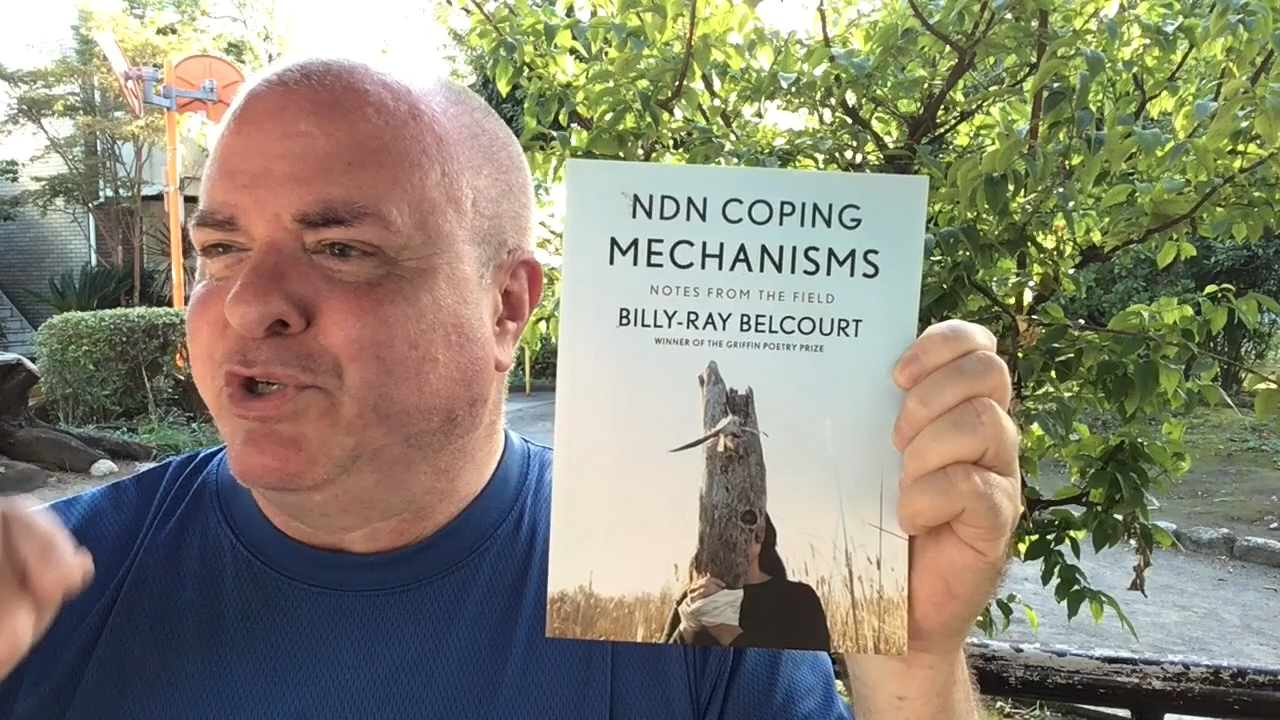 NDN COPING
MECHANISMS
NOTES FROM THE FIELD
BILLY-RAY BELCOURT
WINNER OF THE GRIFFIN POETRY PRIZE